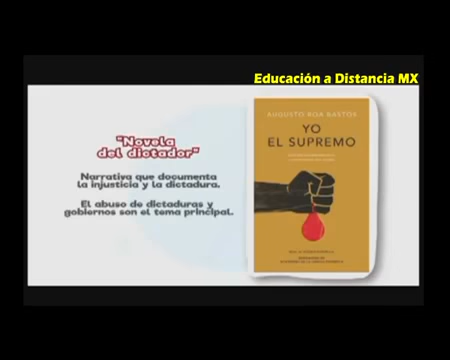 Educación a Distancia MX
"Novela
del dictador"
Narrativa que documenta
la injusticia y la dictadura.
El abuso de dictaduras y
gobiernos son el tema principal.
AUGUSTO ROA BASTOS
YO
EL SUPREMO